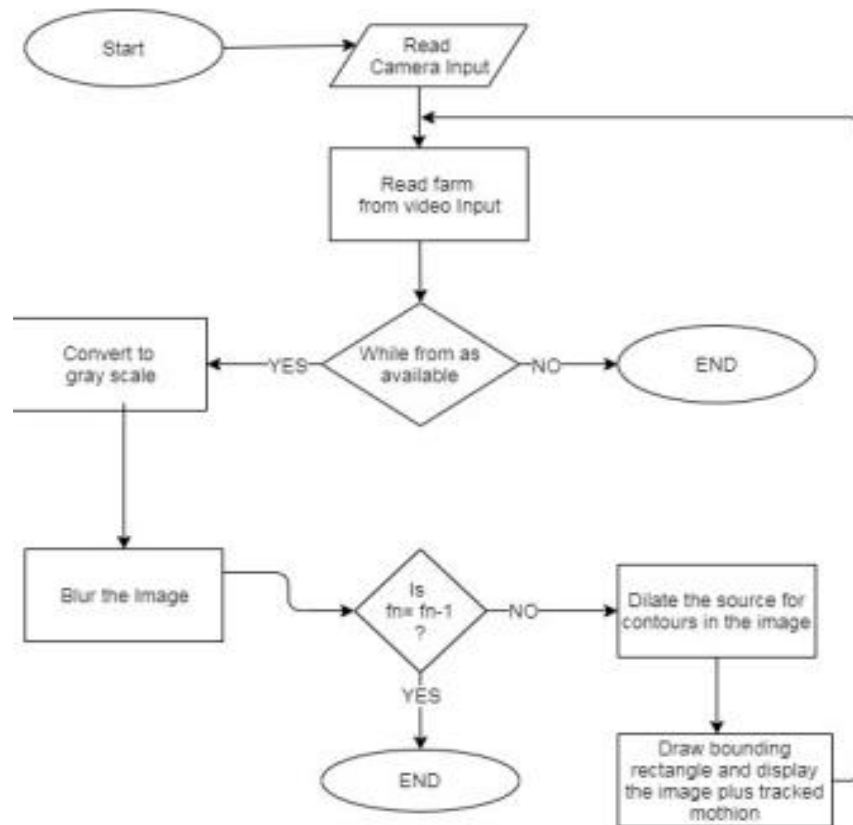 Start
Read
Camera Input
Read farm
from video Input
While from as
available
YES
NO
END
Convert to
gray scale
Blur the Image
Is
fn= fn-1
?
NO
YES
END
Dilate the source for
contours in the image
Draw bounding
rectangle and display
the image plus tracked
mothion